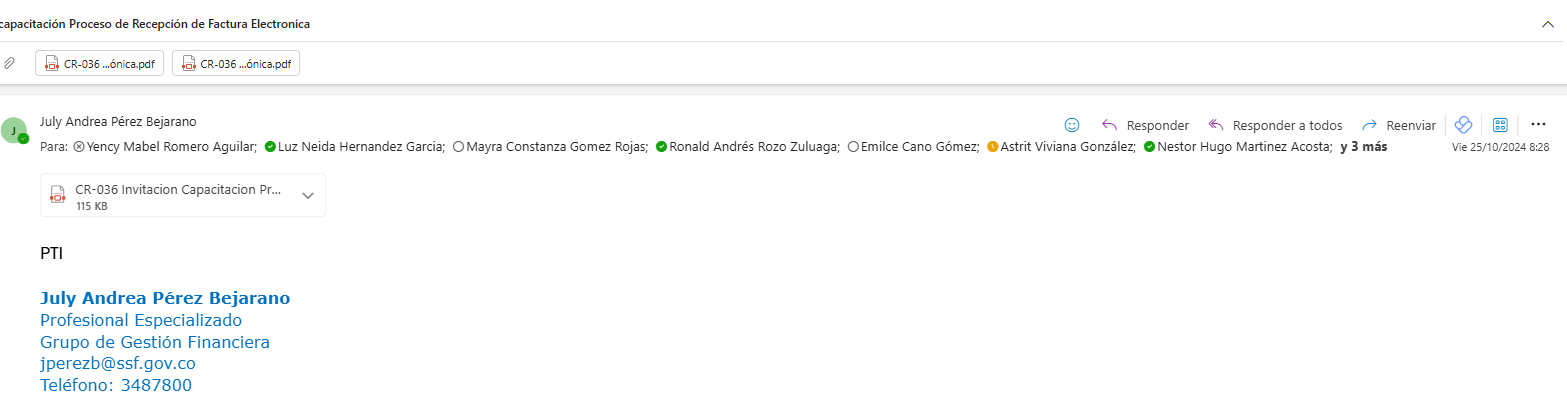 capacitación Proceso de Recepción de Factura Electronica
CR-036 ...ónica.pdf CR-036 ...ónica.pdf
J July Andrea Pérez Bejarano
Responder Responder a todos Reenviar
Para: Yency Mabel Romero Aguilar; Luz Neida Hernandez Garcia; Mayra Constanza Gomez Rojas; Ronald Andrés Rozo Zuluaga; Emilce Cano Gómez; Astrit Viviana González; Nestor Hugo Martinez Acosta; y 3 más
Vie 25/10/2024 8:28
CR-036 Invitacion Capacitacion Pr...
115 KB
PTI
July Andrea Pérez Bejarano
Profesional Especializado
Grupo de Gestión Financiera
jperezb@ssf.gov.co
Teléfono: 3487800